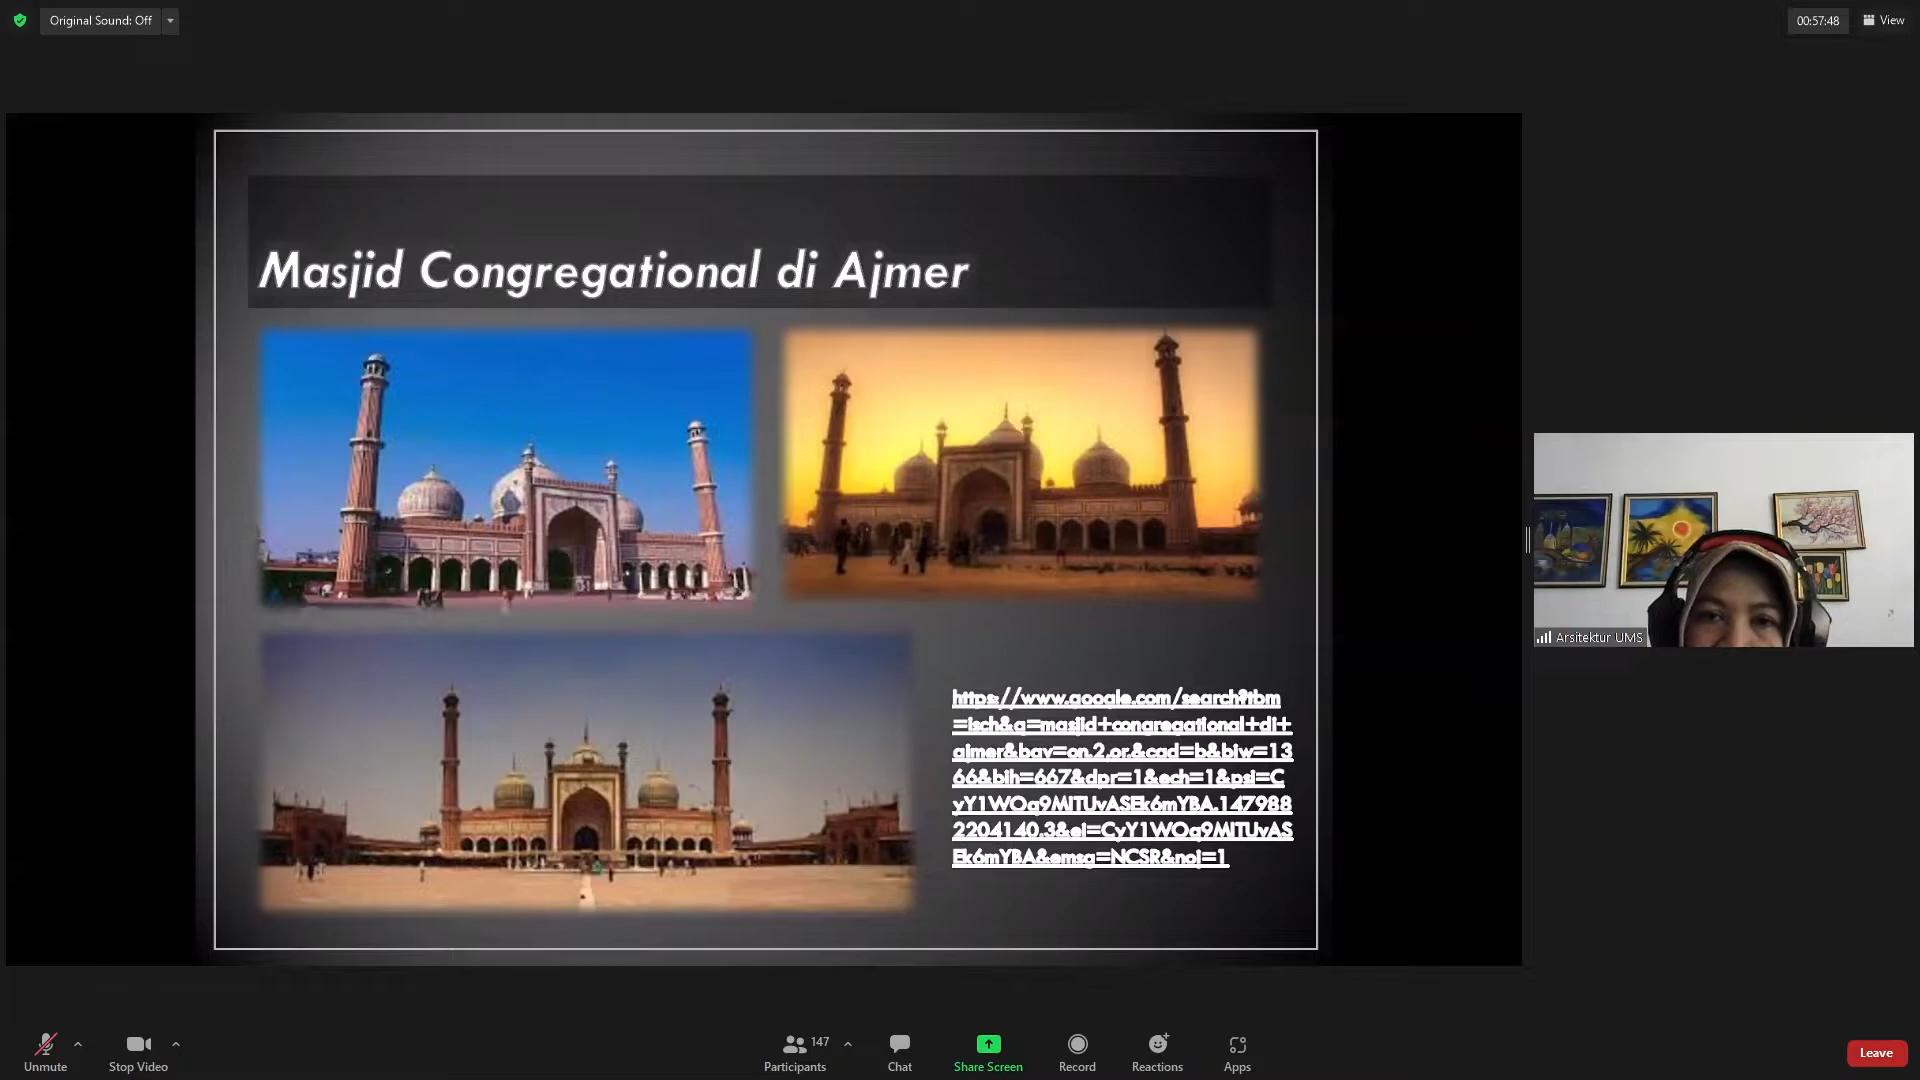 Original Sound: Off
00:57:48
View
Masjid Congregational di Ajmer
https://www.google.com/search?tbm
=isch&q=masjid+congregational+di+
ajmer&bav=on.2,or.&cad=b&biw=13
66&bih=667&dpr=1&ech=1&psi=C
yY1WOq9MITUvASEk6mYBA.147988
2204140.3&ei=CyY1WOq9MITUvAS
Ek6mYBA&emsg=NCSR&noj=1
Arsitektur UMS
Unmute
Stop Video
147
Participants
Chat
Share Screen
Record
Reactions
Apps
Leave